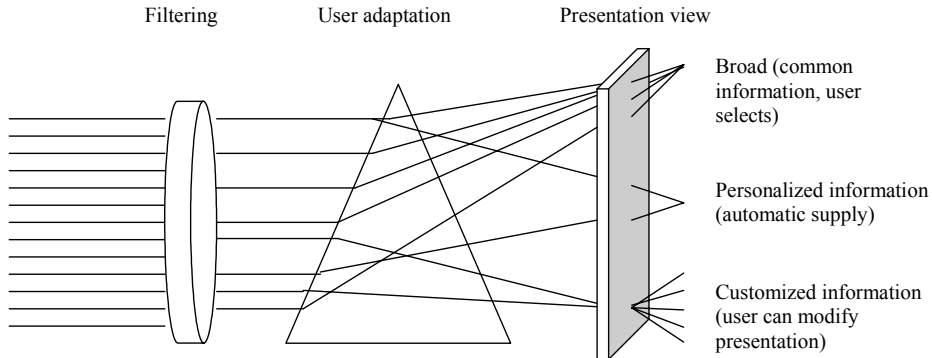 Filtering
User adaptation
Presentation view
Broad (common
information, user
selects)
Personalized information
(automatic supply)
Customized information
(user can modify
presentation)